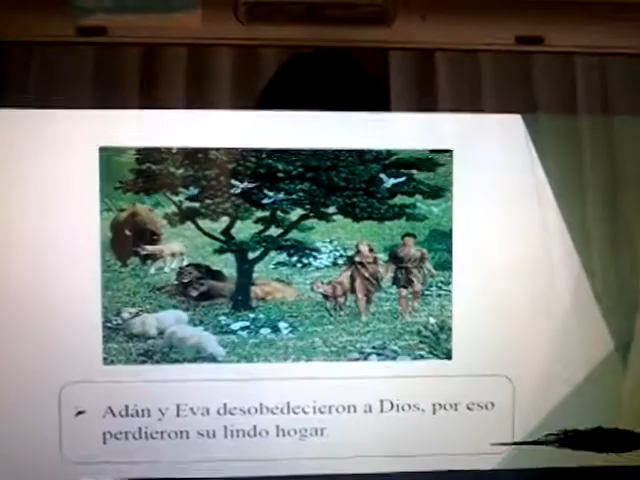 Adán y Eva desobedecieron a Dios, por eso
perdieron su lindo hogar.